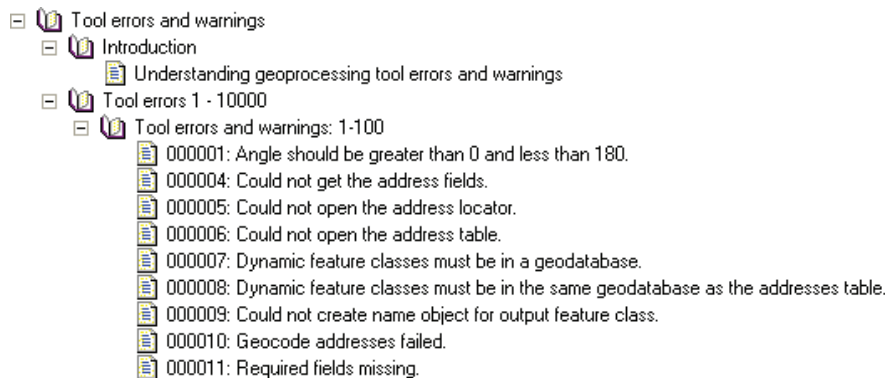 Tool errors and warnings
Introduction
Understanding geoprocessing tool errors and warnings
Tool errors 1 - 10000
Tool errors and warnings: 1-100
000001: Angle should be greater than 0 and less than 180.
000004: Could not get the address fields.
000005: Could not open the address locator.
000006: Could not open the address table.
000007: Dynamic feature classes must be in a geodatabase.
000008: Dynamic feature classes must be in the same geodatabase as the addresses table.
000009: Could not create name object for output feature class.
000010: Geocode addresses failed.
000011: Required fields missing.